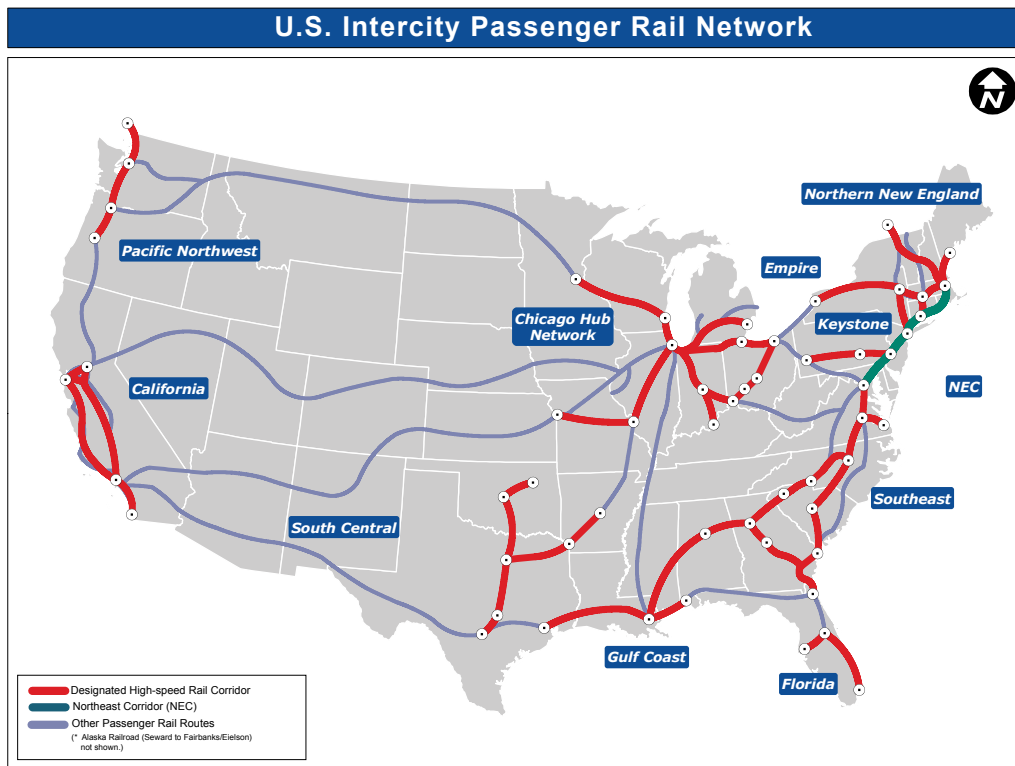 U.S. Intercity Passenger Rail Network
N
Northern New England
Pacific Northwest
Empire
Chicago Hub
Network
Keystone
California
NEC
Southeast
South Central
Gulf Coast
Florida
Designated High-speed Rail Corridor
Northeast Corridor (NEC)
Other Passenger Rail Routes
(* Alaska Railroad (Seward to Fairbanks/Eielson)
not shown.)